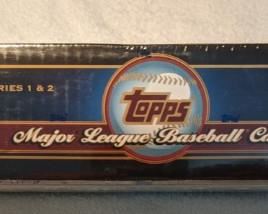 RIES 1 & 2
Topps
Major League Baseball Ca